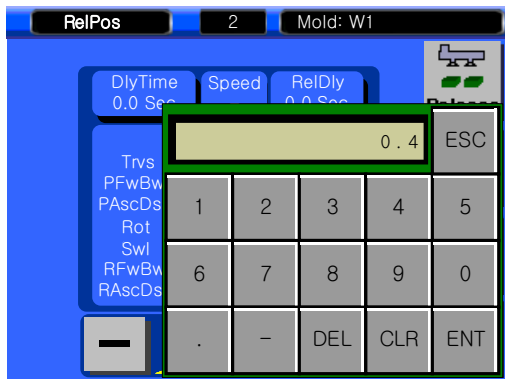 RelPos 2 Mold: W1
DlyTime Speed RelDly
0.0 Sec
0.4 ESC
Trvs
PFwBw
PAscDs
Rot
Swl
RFwBw
RAscDs
1 2 3 4 5
6 7 8 9 0
. - DEL CLR ENT